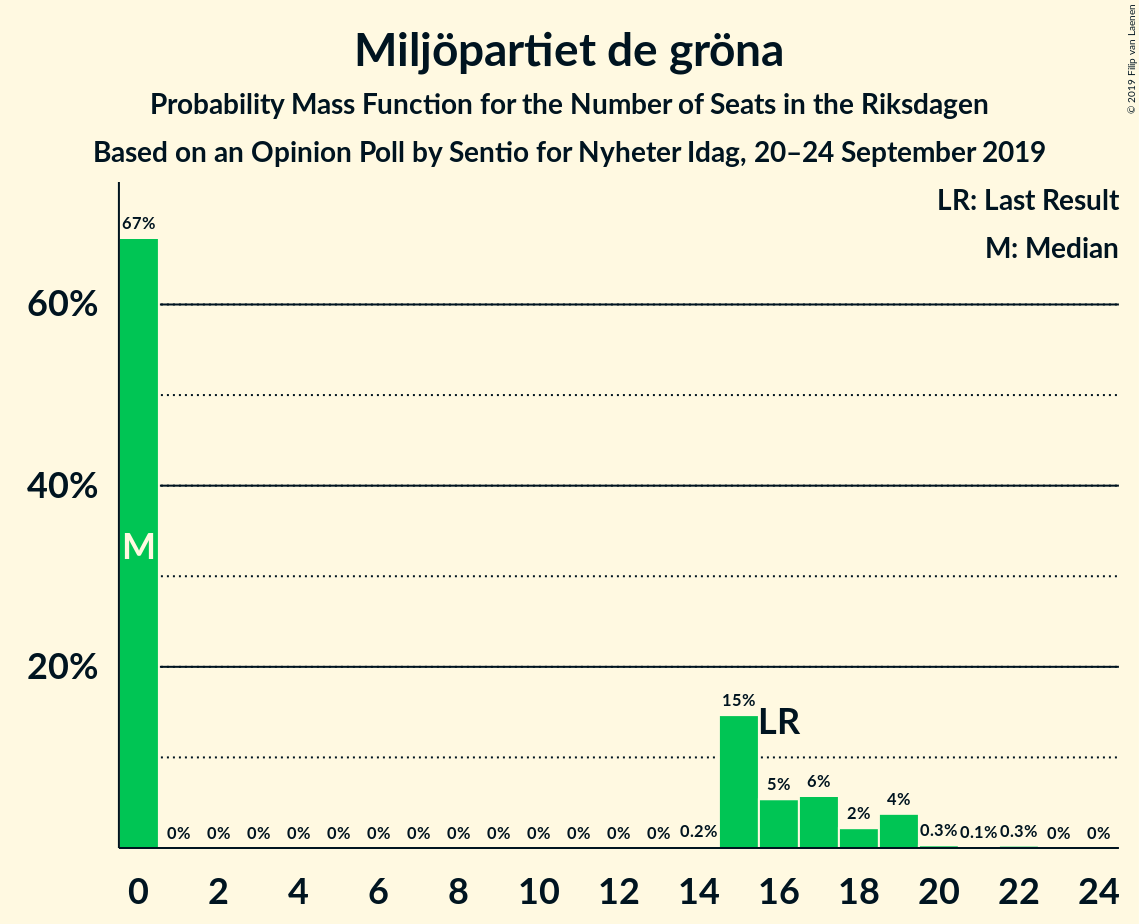 Miljöpartiet de gröna
Probability Mass Function for the Number of Seats in the Riksdagen
Based on an Opinion Poll by Sentio for Nyheter Idag, 20–24 September 2019
© 2019 Filip van Laenen
LR: Last Result
M: Median
60%
40%
20%
67%
M
0% 0% 0% 0% 0% 0% 0% 0% 0% 0% 0% 0% 0% 0.2%
15%
LR
5%
6%
2%
4%
0.3% 0.1% 0.3% 0% 0%
0 2 4 6 8 10 12 14 16 18 20 22 24